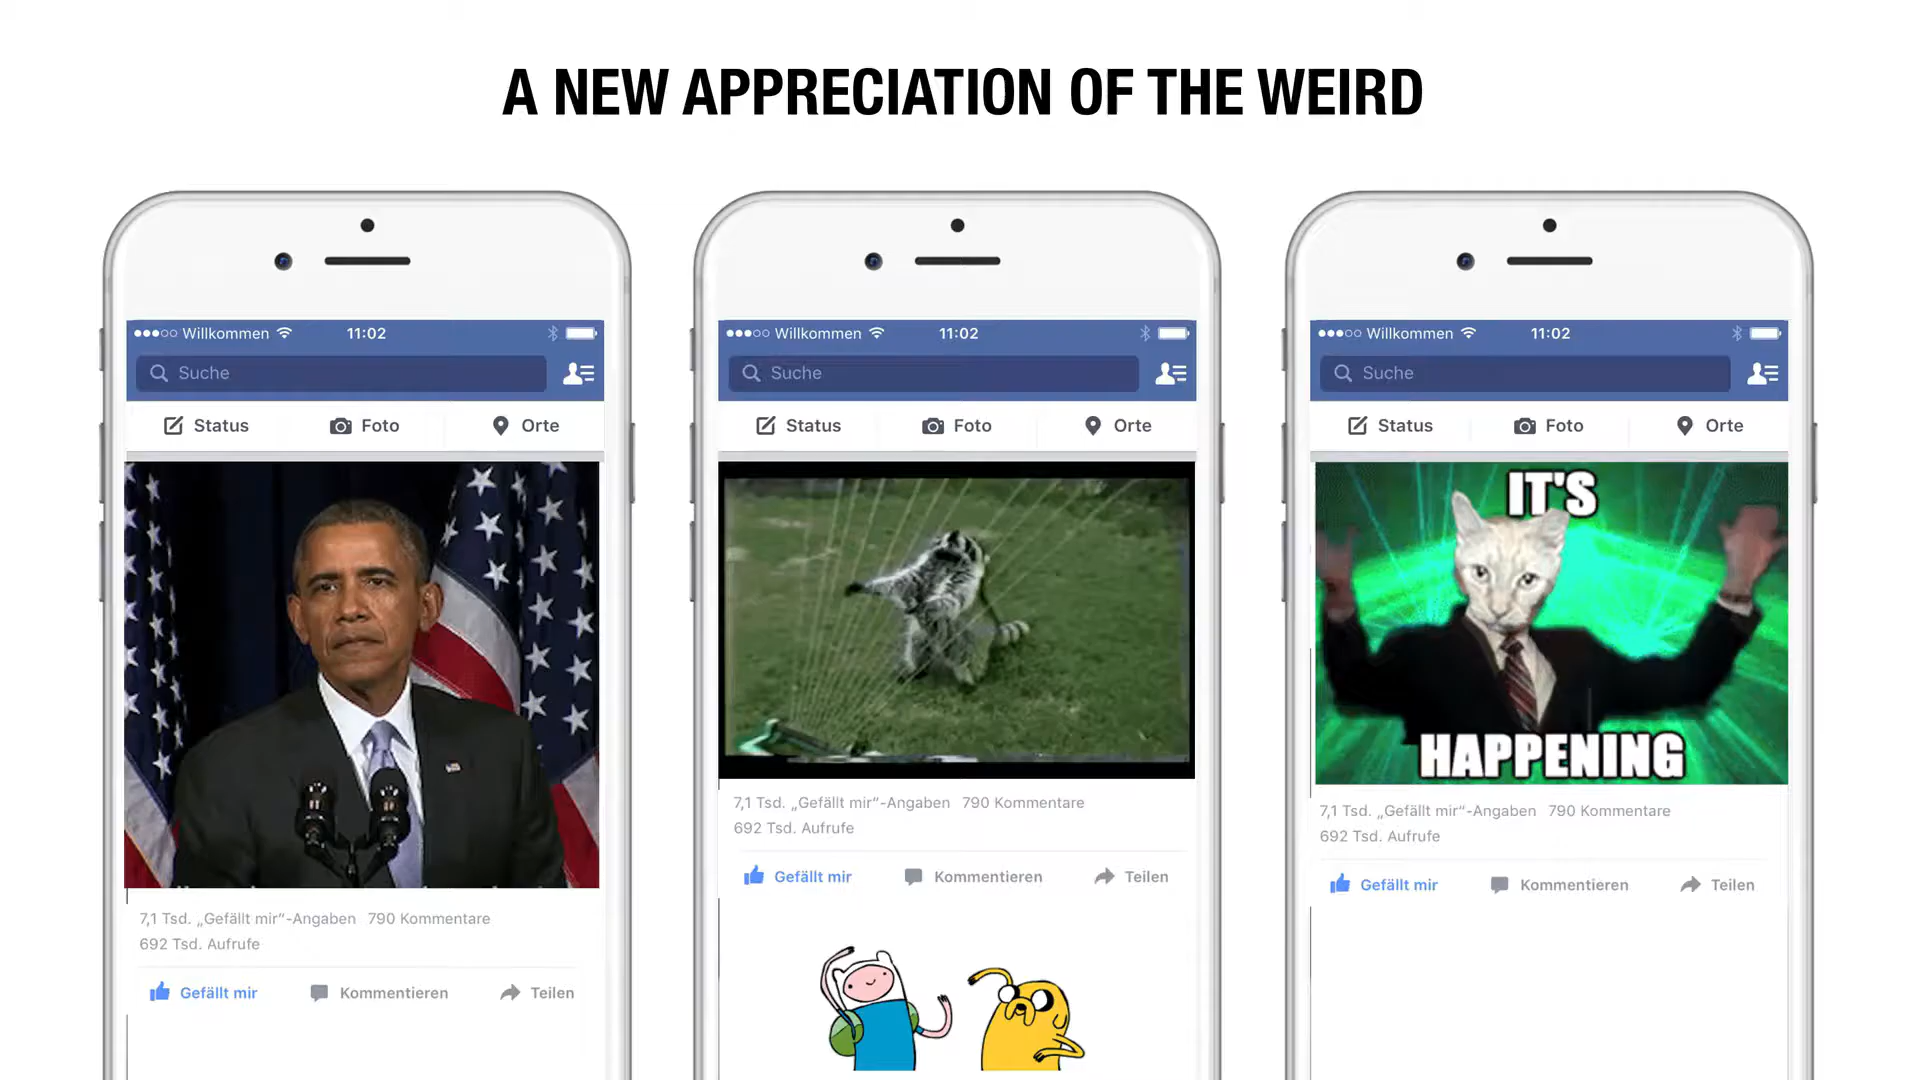 A NEW APPRECIATION OF THE WEIRD
Willkommen 11:02
Suche
Status Foto Orte
7,1 Tsd. „Gefällt mir“-Angaben 790 Kommentare
692 Tsd. Aufrufe
Gefällt mir Kommentieren Teilen
Willkommen 11:02
Suche
Status Foto Orte
7,1 Tsd. „Gefällt mir“-Angaben 790 Kommentare
692 Tsd. Aufrufe
Gefällt mir Kommentieren Teilen
Willkommen 11:02
Suche
Status Foto Orte
IT'S
HAPPENING
7,1 Tsd. „Gefällt mir“-Angaben 790 Kommentare
692 Tsd. Aufrufe
Gefällt mir Kommentieren Teilen